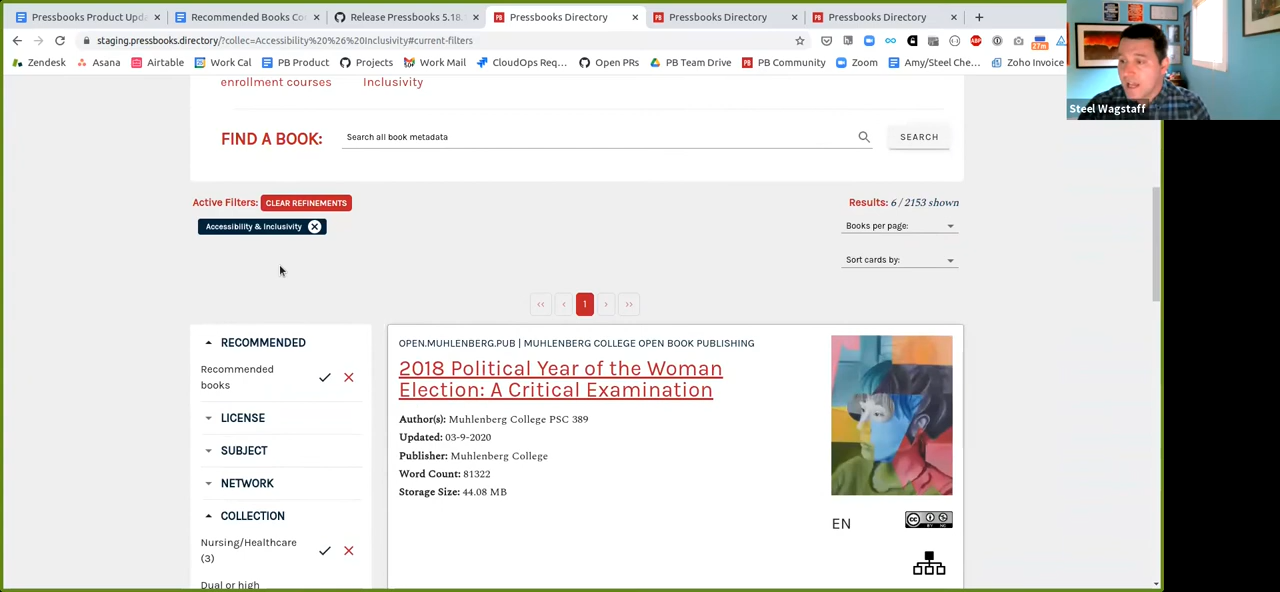 Pressbooks Product Upda
Recommended Books Co
Release Pressbooks 5.18.
Pressbooks Directory
Pressbooks Directory
Pressbooks Directory
staging.pressbooks.directory/?collec=Accessibility%20%26%20Inclusivity#current-filters
27m
Zendesk
Asana
Airtable
Work Cal
PB Product
Projects
Work Mail
CloudOps Req...
Open PRs
PB Team Drive
PB Community
Zoom
Amy/Steel Che...
Zoho Invoice
Steel Wagstaff
enrollment courses
Inclusivity
FIND A BOOK:
Search all book metadata
SEARCH
Active Filters:
CLEAR REFINEMENTS
Results: 6 / 2153 shown
Accessibility & Inclusivity
Books per page:
Sort cards by:
<< < 1 > >>
RECOMMENDED
Recommended
books
LICENSE
SUBJECT
NETWORK
COLLECTION
Nursing/Healthcare
(3)
Dual or high
OPEN.MUHLENBERG.PUB | MUHLENBERG COLLEGE OPEN BOOK PUBLISHING
2018 Political Year of the Woman
Election: A Critical Examination
Author(s): Muhlenberg College PSC 389
Updated: 03-9-2020
Publisher: Muhlenberg College
Word Count: 81322
Storage Size: 44.08 MB
EN